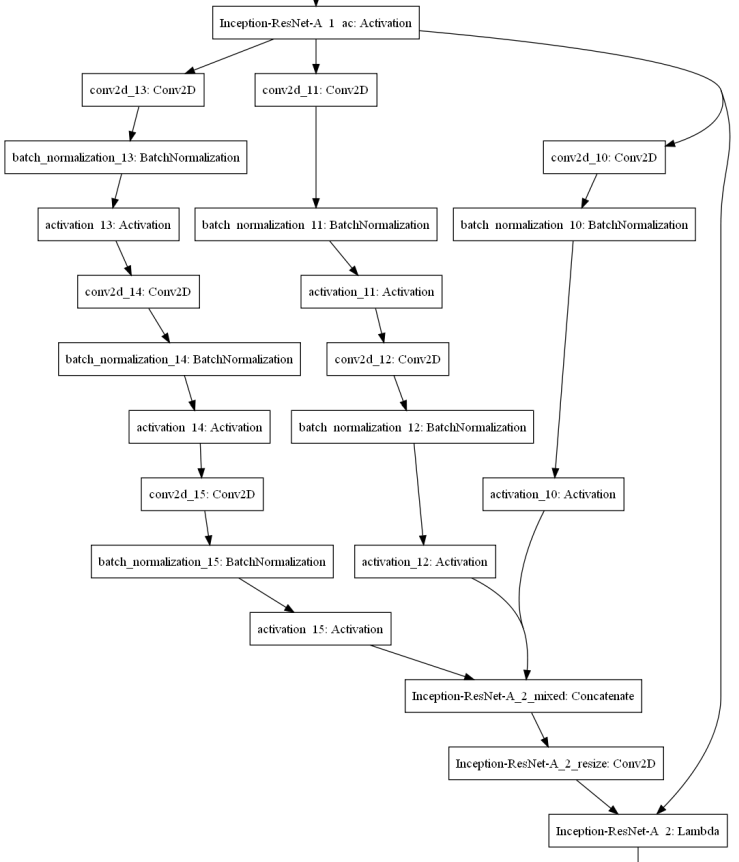 Inception-ResNet-A_1_ac: Activation
conv2d_13: Conv2D
conv2d_11: Conv2D
batch_normalization_13: BatchNormalization
conv2d_10: Conv2D
activation_13: Activation
batch_normalization_11: BatchNormalization
batch_normalization_10: BatchNormalization
conv2d_14: Conv2D
activation_11: Activation
batch_normalization_14: BatchNormalization
conv2d_12: Conv2D
activation_14: Activation
batch_normalization_12: BatchNormalization
conv2d_15: Conv2D
activation_10: Activation
batch_normalization_15: BatchNormalization
activation_12: Activation
activation_15: Activation
Inception-ResNet-A_2_mixed: Concatenate
Inception-ResNet-A_2_resize: Conv2D
Inception-ResNet-A_2: Lambda